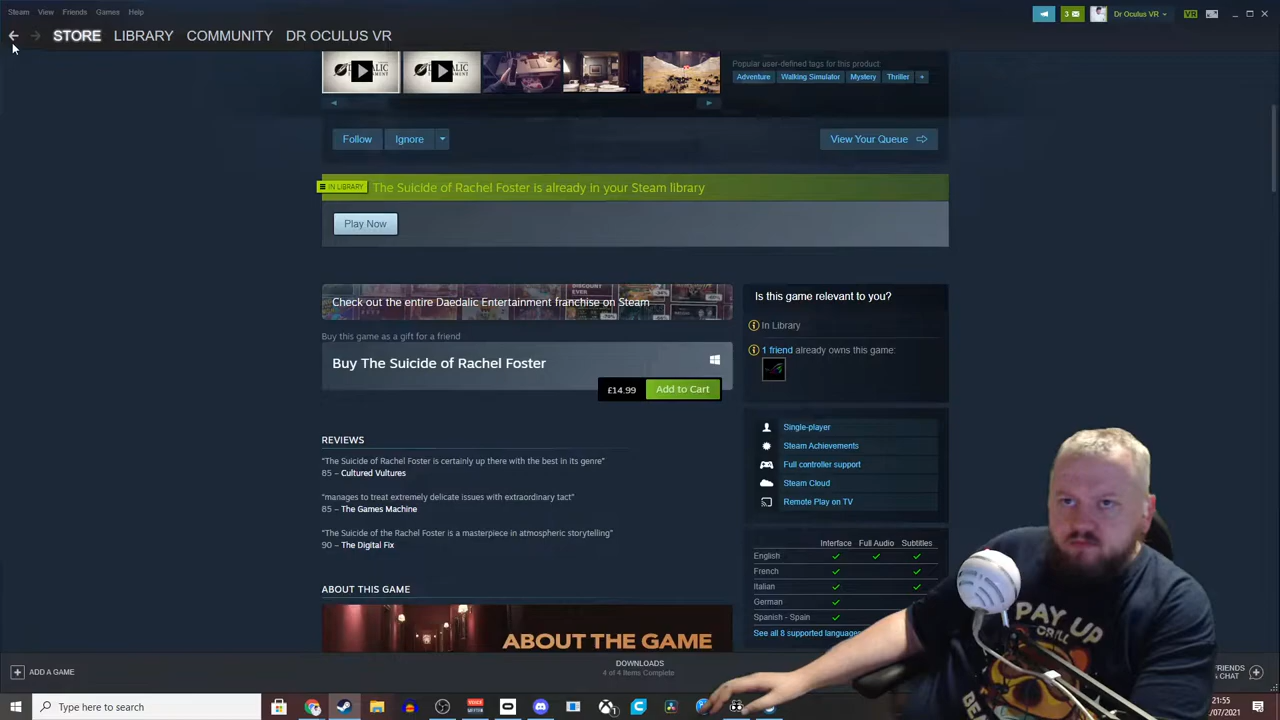 Steam View Friends Games Help
3
Dr Oculus VR
VR
STORE LIBRARY COMMUNITY DR OCULUS VR
Popular user-defined tags for this product:
Adventure Walking Simulator Mystery Thriller +
Follow Ignore
View Your Queue
IN LIBRARY The Suicide of Rachel Foster is already in your Steam library
Play Now
Check out the entire Daedalic Entertainment franchise on Steam
Buy this game as a gift for a friend
Buy The Suicide of Rachel Foster
£14.99 Add to Cart
Is this game relevant to you?
In Library
1 friend already owns this game:
Single-player
Steam Achievements
Full controller support
Steam Cloud
Remote Play on TV
REVIEWS
“The Suicide of Rachel Foster is certainly up there with the best in its genre”
85 – Cultured Vultures
“manages to treat extremely delicate issues with extraordinary tact”
85 – The Games Machine
“The Suicide of the Rachel Foster is a masterpiece in atmospheric storytelling”
90 – The Digital Fix
Interface Full Audio Subtitles
English
French
Italian
German
Spanish - Spain
See all 8 supported languages
ABOUT THIS GAME
ABOUT THE GAME
PAY UP
ADD A GAME
DOWNLOADS
4 of 4 Items Complete
FRIENDS
CHAT
Type here to search
21:55
/07/2021